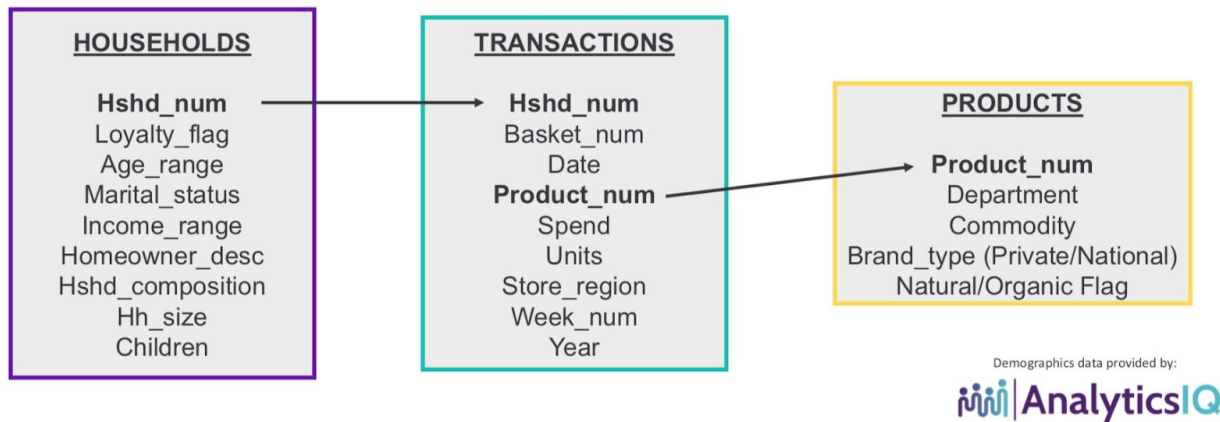 HOUSEHOLDS
Hshd_num
Loyalty_flag
Age_range
Marital_status
Income_range
Homeowner_desc
Hshd_composition
Hh_size
Children
TRANSACTIONS
Hshd_num
Basket_num
Date
Product_num
Spend
Units
Store_region
Week_num
Year
PRODUCTS
Product_num
Department
Commodity
Brand_type (Private/National)
Natural/Organic Flag
Demographics data provided by:
AnalyticsIQ